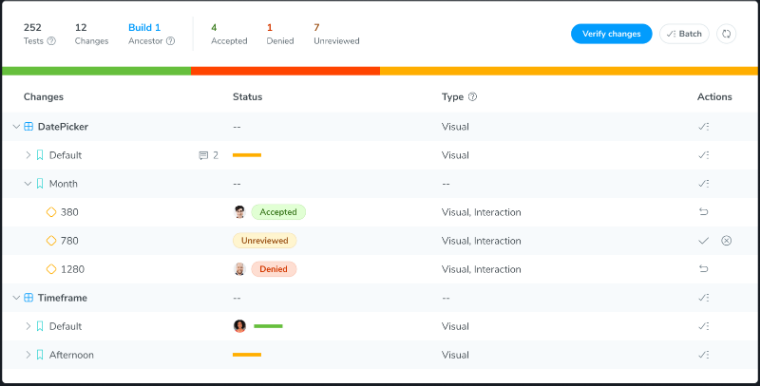 252 12 Build 1 4 1 7
Tests Changes Ancestor Accepted Denied Unreviewed Verify changes Batch
Changes Status Type Actions
DatePicker -- Visual
Default 2 Visual
Month -- --
380 Accepted Visual, Interaction
780 Unreviewed Visual, Interaction
1280 Denied Visual, Interaction
Timeframe -- --
Default Visual
Afternoon Visual